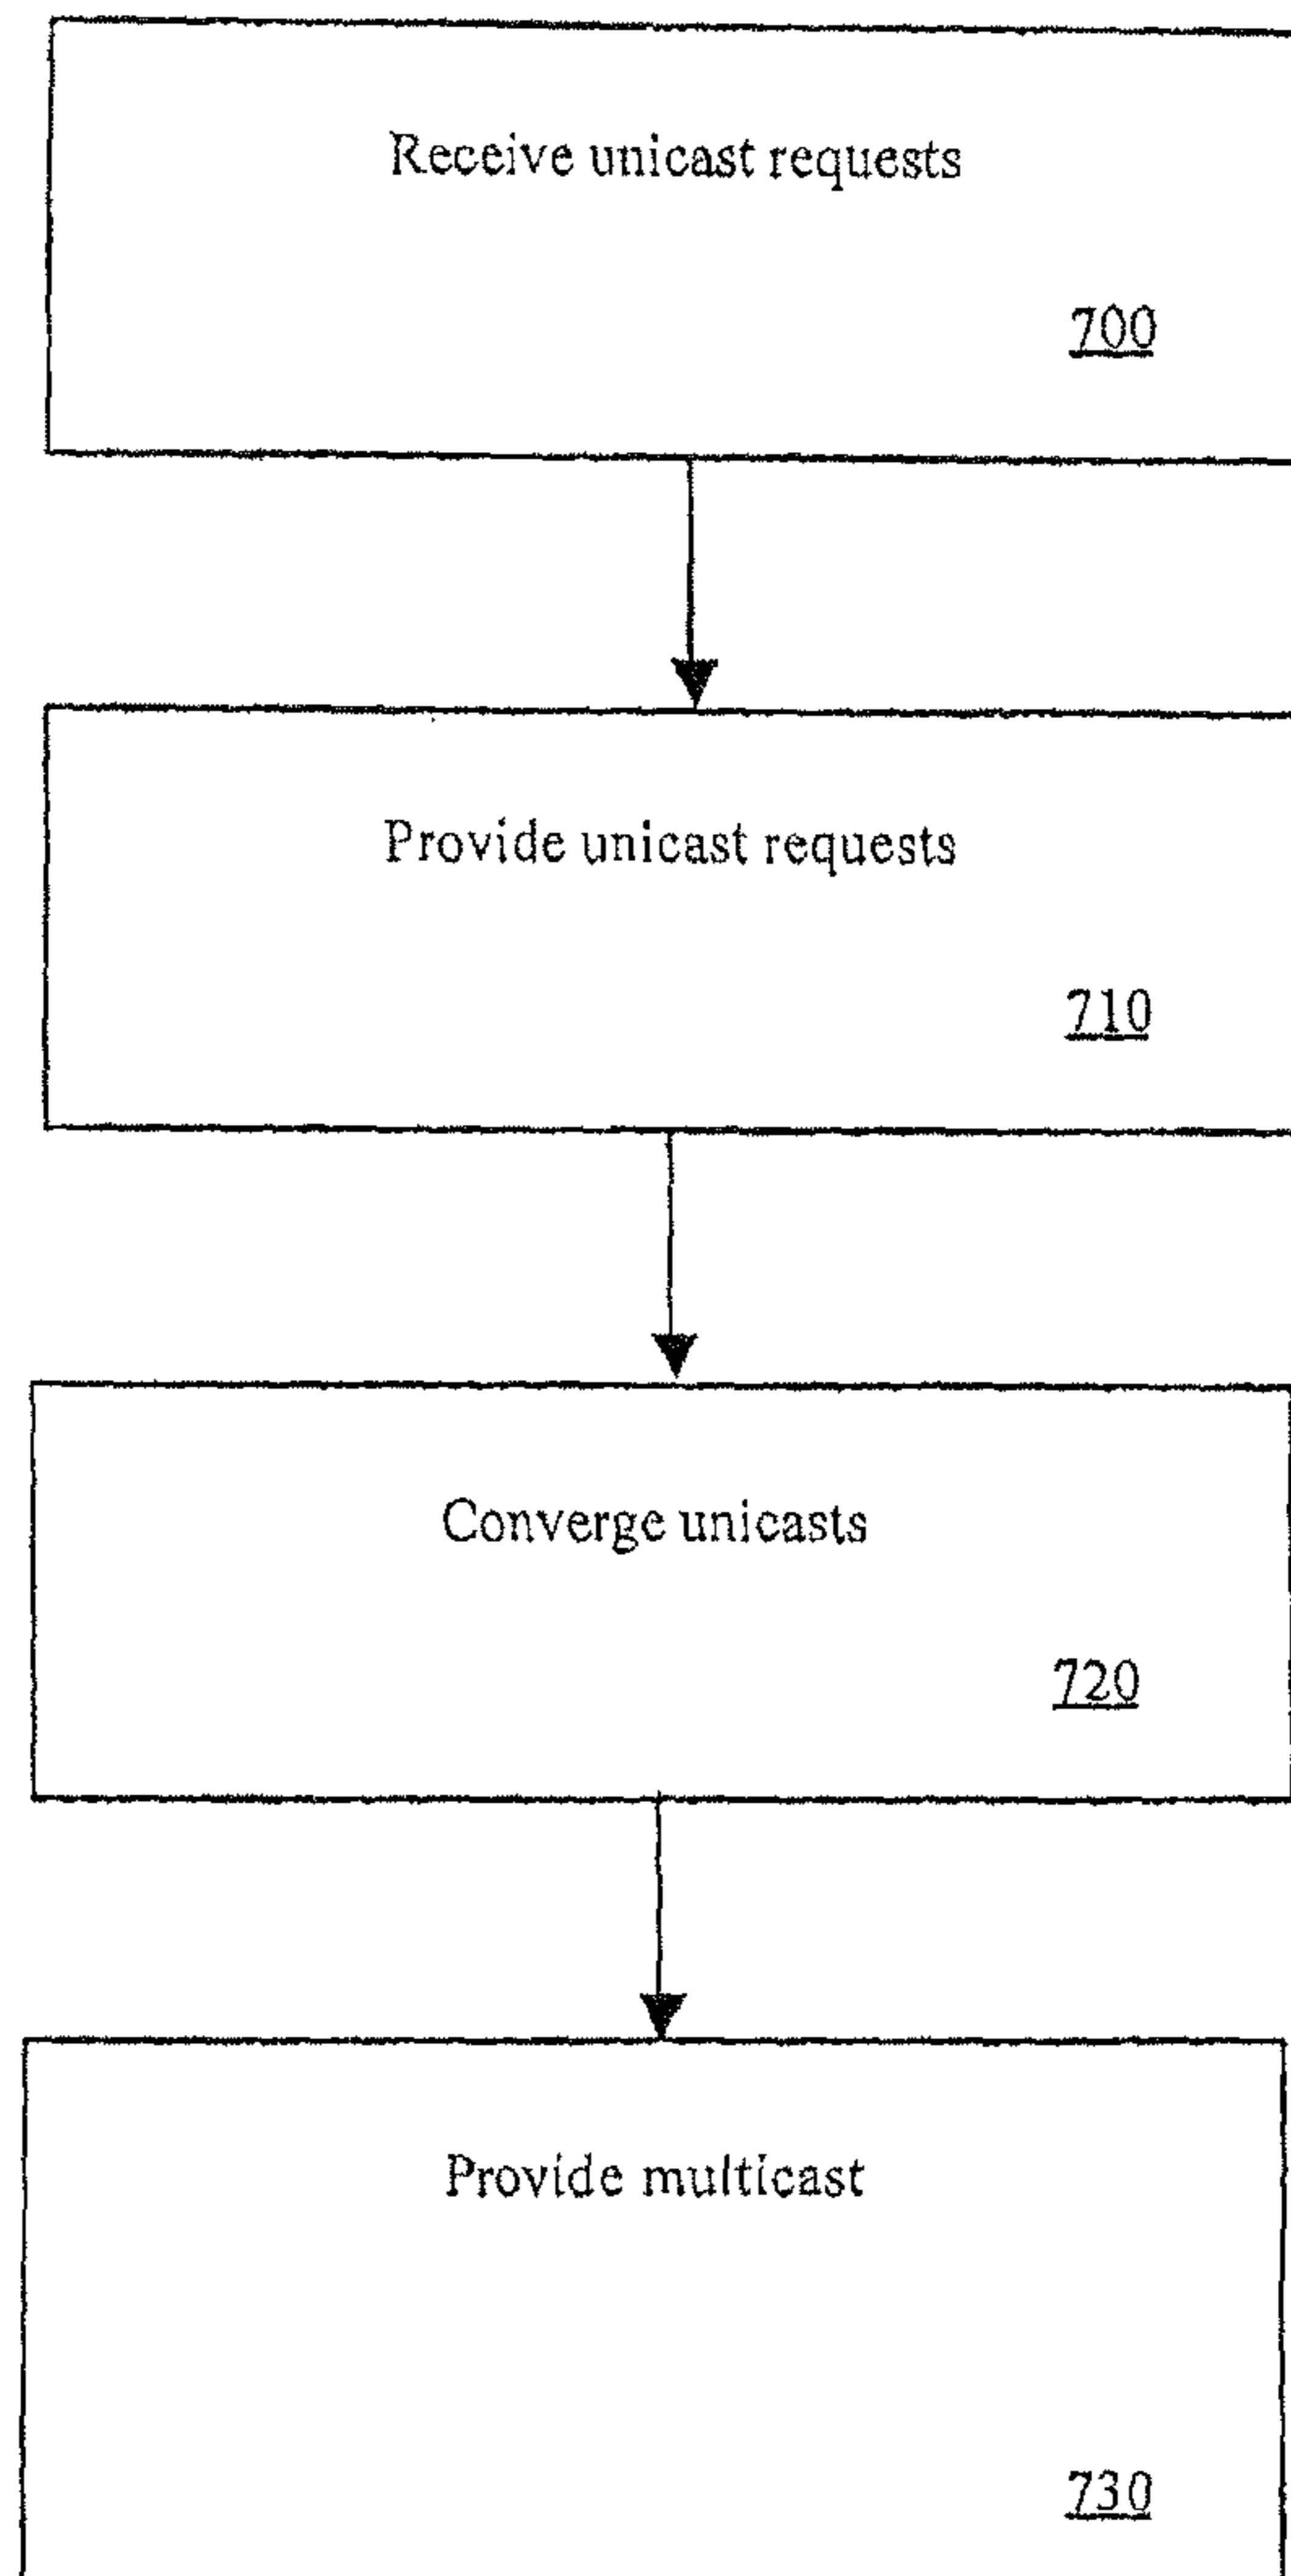 Receive unicast requests
700
Provide unicast requests
710
Converge unicasts
720
Provide multicast
730